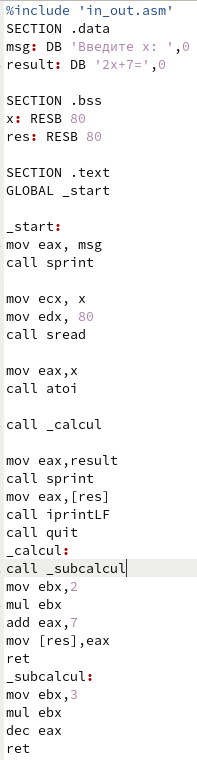 %include 'in_out.asm'
SECTION .data
msg: DB 'Введите x: ',0
result: DB '2x+7=',0
SECTION .bss
x: RESB 80
res: RESB 80
SECTION .text
GLOBAL _start
_start:
mov eax, msg
call sprint
mov ecx, x
mov edx, 80
call sread
mov eax,x
call atoi
call _calcul
mov eax,result
call sprint
mov eax,[res]
call iprintLF
call quit
_calcul:
call _subcalcul
mov ebx,2
mul ebx
add eax,7
mov [res],eax
ret
_subcalcul:
mov ebx,3
mul ebx
dec eax
ret